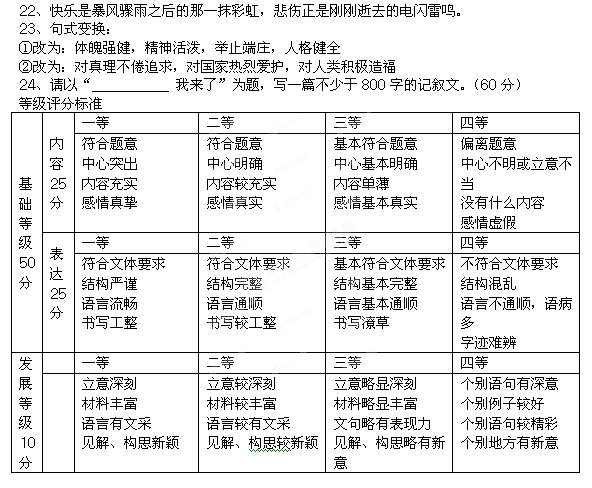 22、快乐是暴风骤雨之后的那一抹彩虹，悲伤正是刚刚逝去的电闪雷鸣。
23、句式变换：
①改为：体魄强健，精神活泼，举止端庄，人格健全
②改为：对真理不倦追求，对国家热烈爱护，对人类积极造福
24、请以“__________ 我来了”为题，写一篇不少于 800 字的记叙文。（60 分）
等级评分标准
基础等级50分
内容25分
一等
符合题意
中心突出
内容充实
感情真挚
二等
符合题意
中心明确
内容较充实
感情真实
三等
基本符合题意
中心基本明确
内容单薄
感情基本真实
四等
偏离题意
中心不明或立意不
当
没有什么内容
感情虚假
表达25分
一等
符合文体要求
结构严谨
语言流畅
书写工整
二等
符合文体要求
结构完整
语言通顺
书写较工整
三等
基本符合文体要求
结构基本完整
语言基本通顺
书写潦草
四等
不符合文体要求
结构混乱
语言不通顺，语病
多
字迹难辨
发展等级10分
一等
立意深刻
材料丰富
语言有文采
见解、构思新颖
二等
立意较深刻
材料较丰富
语言较有文采
见解、构思较新颖
三等
立意略显深刻
材料略显丰富
文句略有表现力
见解、构思略有新
意
四等
个别语句有深意
个别例子较好
个别语句较精彩
个别地方有新意